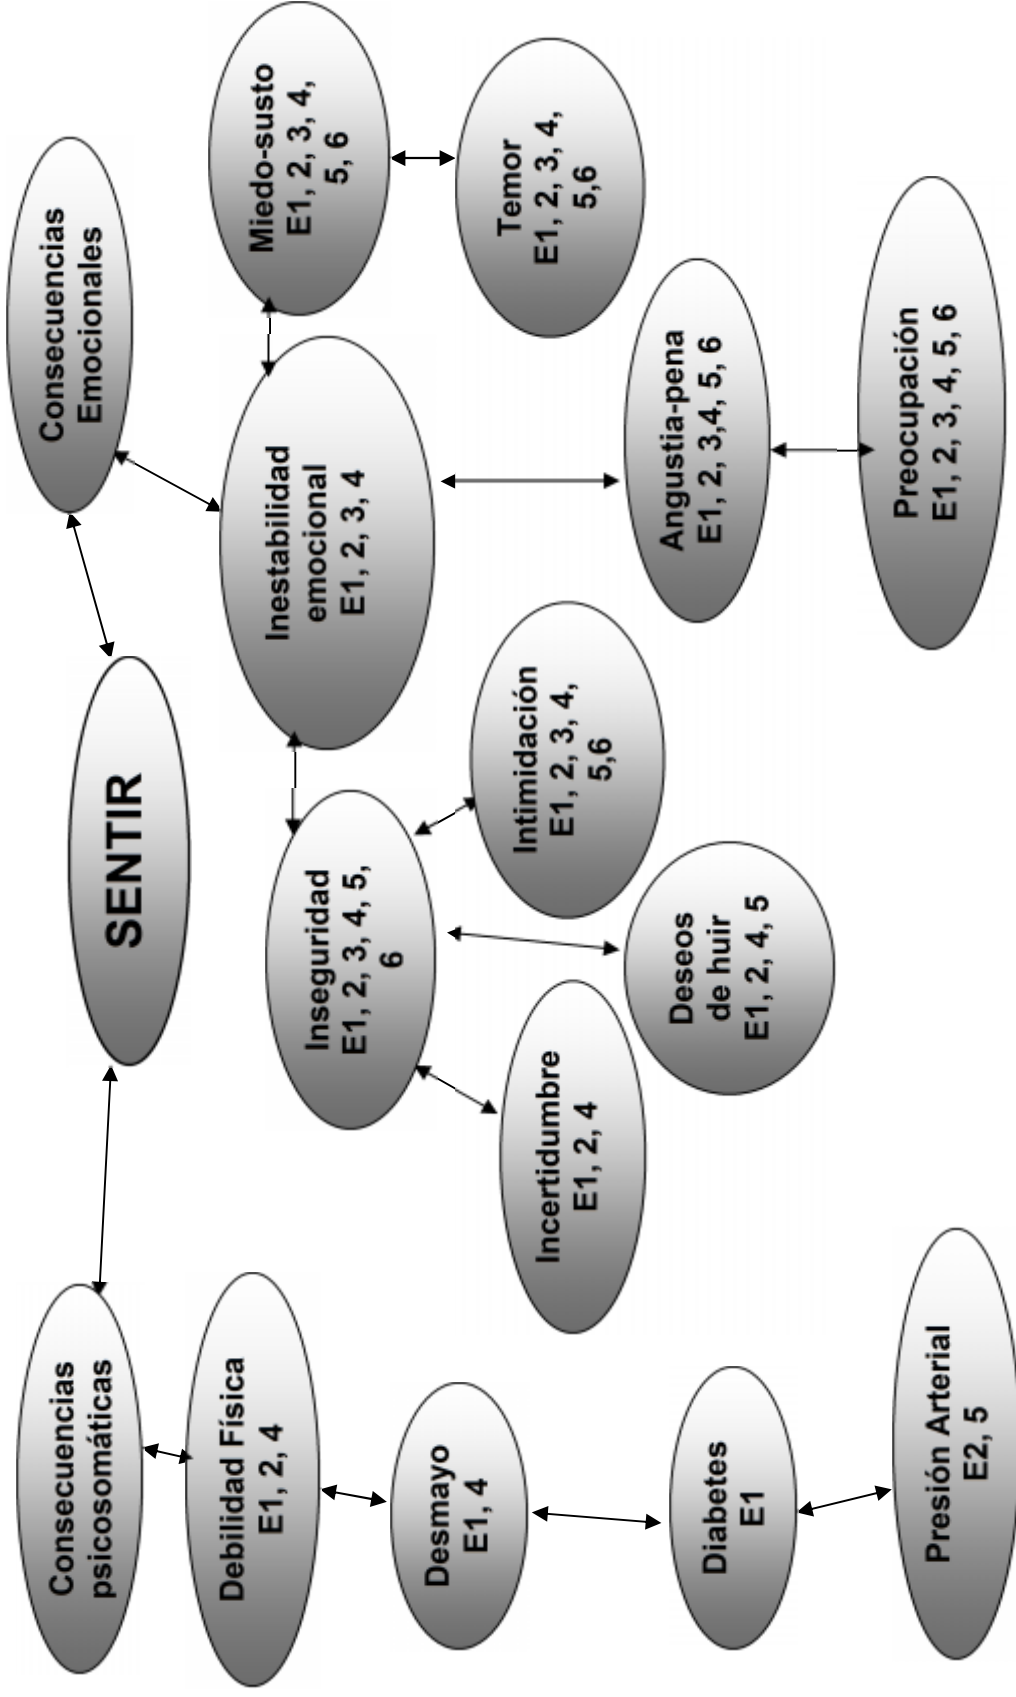 SENTIR
Consecuencias
psicosomáticas
Debilidad Física
E1, 2, 4
Desmayo
E1, 4
Diabetes
E1
Presión Arterial
E2, 5
Consecuencias
Emocionales
Inestabilidad
emocional
E1, 2, 3, 4
Inseguridad
E1, 2, 3, 4, 5,
6
Incertidumbre
E1, 2, 4
Deseos
de huir
E1, 2, 4, 5
Intimidación
E1, 2, 3, 4,
5,6
Miedo-susto
E1, 2, 3, 4,
5, 6
Temor
E1, 2, 3, 4,
5,6
Angustia-pena
E1, 2, 3,4, 5, 6
Preocupación
E1, 2, 3, 4, 5, 6